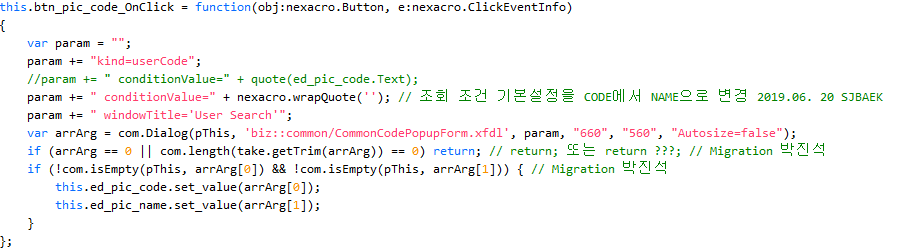 this.btn_pic_code_OnClick = function(obj:nexacro.Button, e:nexacro.ClickEventInfo)
{
    var param = "";
    param += "kind=userCode";
    //param += " conditionValue=" + quote(ed_pic_code.Text);
    param += " conditionValue=" + nexacro.wrapQuote(''); // 조회 조건 기본설정을 CODE에서 NAME으로 변경 2019.06. 20 SJBAEK
    param += " windowTitle='User Search'";
    var arrArg = com.Dialog(pThis, 'biz::common/CommonCodePopupForm.xfdl', param, "660", "560", "Autosize=false");
    if (arrArg == 0 || com.length(take.getTrim(arrArg)) == 0) return; // return; 또는 return ???; // Migration 박진석
    if (!com.isEmpty(pThis, arrArg[0]) && !com.isEmpty(pThis, arrArg[1])) { // Migration 박진석
        this.ed_pic_code.set_value(arrArg[0]);
        this.ed_pic_name.set_value(arrArg[1]);
    }
};